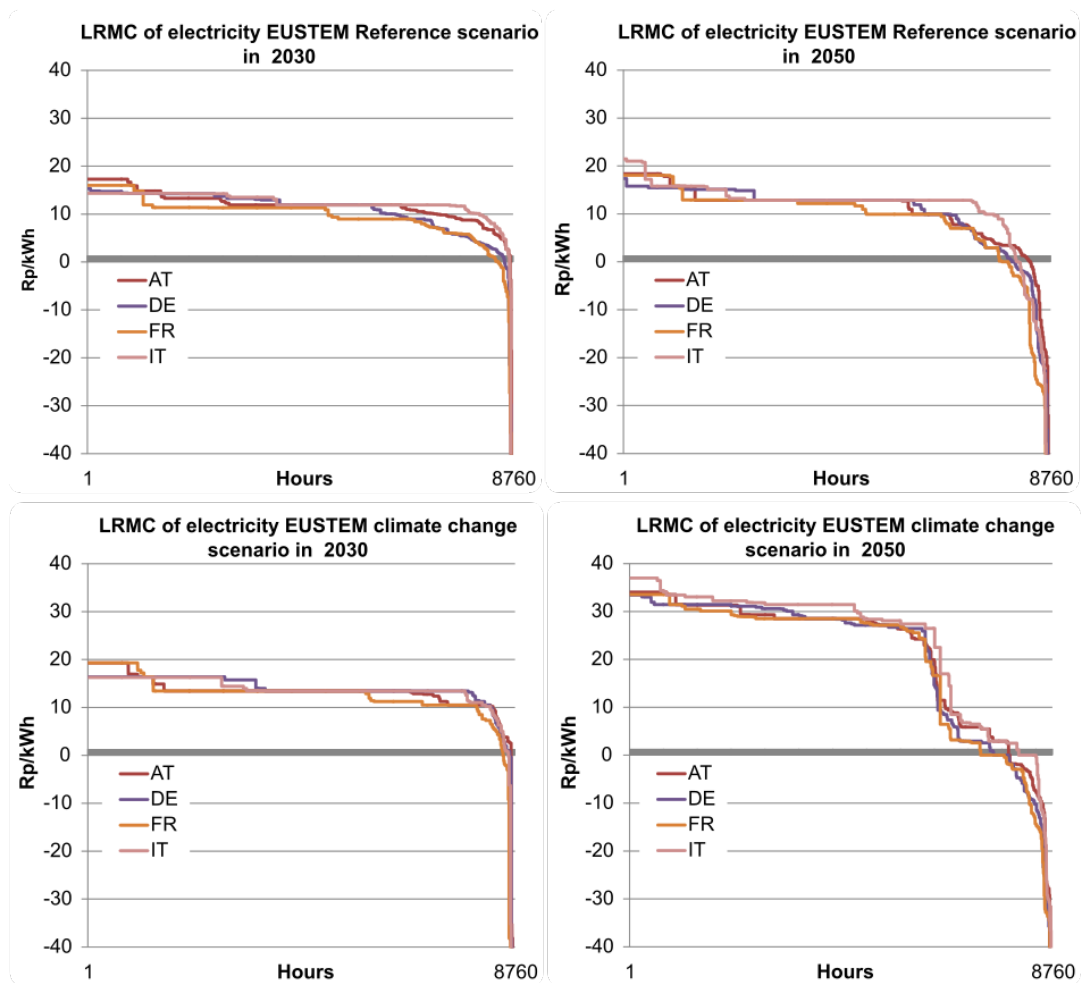 LRMC of electricity EUSTEM Reference scenario
in 2030
40
30
20
10
0
-10
-20
-30
-40
Rp/kWh
AT
DE
FR
IT
1
Hours
8760
LRMC of electricity EUSTEM Reference scenario
in 2050
40
30
20
10
0
-10
-20
-30
-40
Rp/kWh
AT
DE
FR
IT
1
Hours
8760
LRMC of electricity EUSTEM climate change
scenario in 2030
40
30
20
10
0
-10
-20
-30
-40
Rp/kWh
AT
DE
FR
IT
1
Hours
8760
LRMC of electricity EUSTEM climate change
scenario in 2050
40
30
20
10
0
-10
-20
-30
-40
Rp/kWh
AT
DE
FR
IT
1
Hours
8760